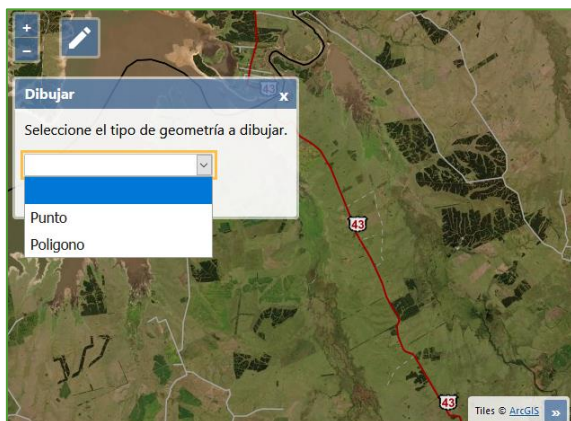 +
−
Dibujar
x
43
Seleccione el tipo de geometría a dibujar.
Punto
Poligono
43
43
Tiles © ArcGIS »